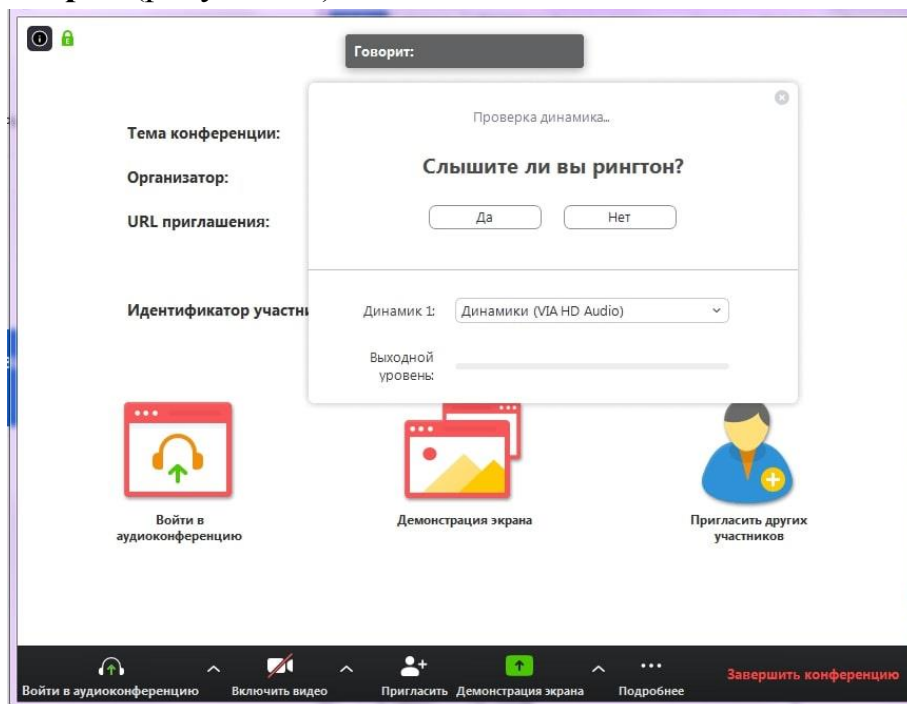 Говорит:
Проверка динамика...
Слышите ли вы рингтон?
Да
Нет
Динамик 1:
Динамики (VIA HD Audio)
Выходной
уровень:
Тема конференции:
Организатор:
URL приглашения:
Идентификатор участни
Войти в
аудиоконференцию
Демонстрация экрана
Пригласить других
участников
Войти в аудиоконференцию
Включить видео
Пригласить
Демонстрация экрана
Подробнее
Завершить конференцию